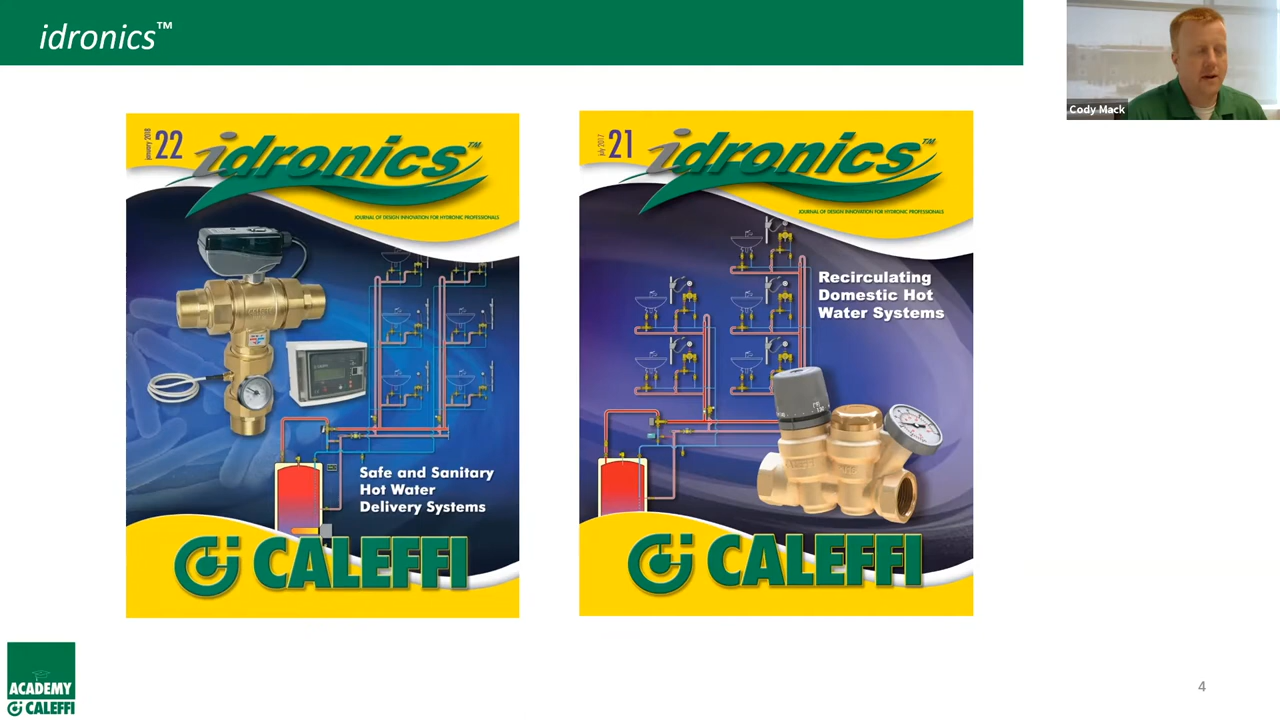 idronics™
Cody Mack
january 2018
22
idronics™
JOURNAL OF DESIGN INNOVATION FOR HYDRONIC PROFESSIONALS
Safe and Sanitary
Hot Water
Delivery Systems
CALEFFI
july 2017
21
idronics™
JOURNAL OF DESIGN INNOVATION FOR HYDRONIC PROFESSIONALS
Recirculating
Domestic Hot
Water Systems
CALEFFI
ACADEMY
CALEFFI
4